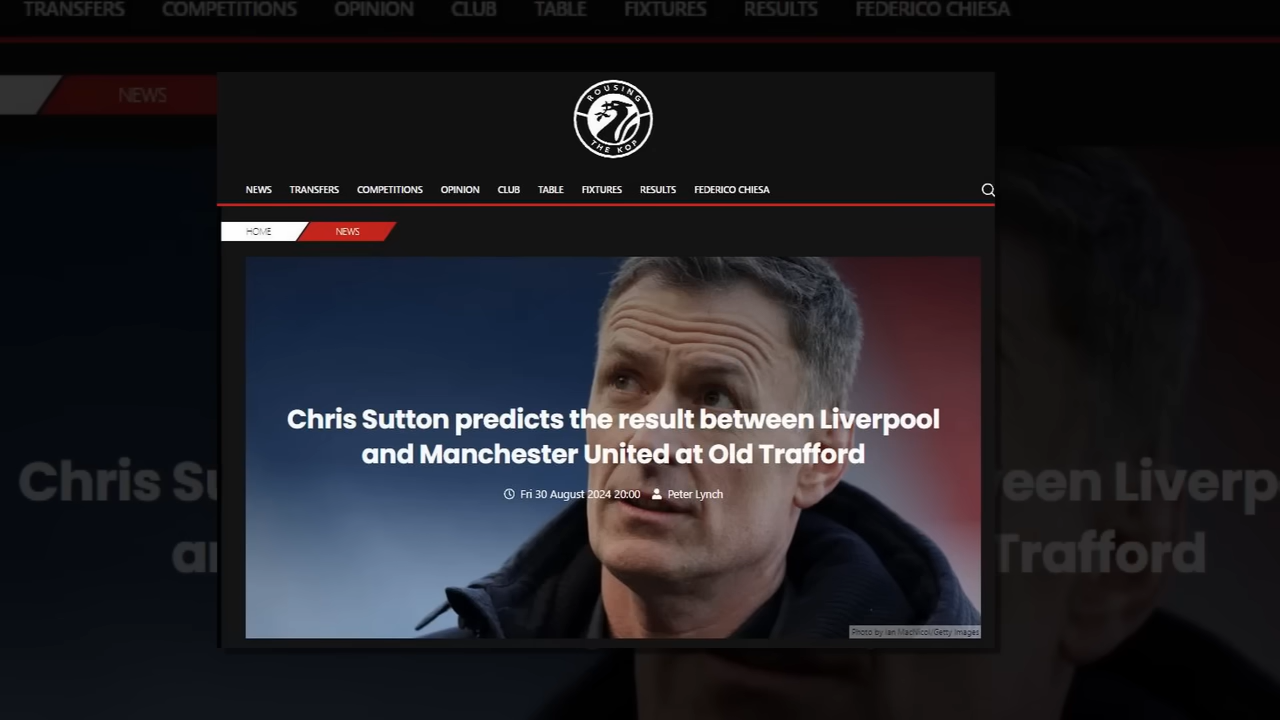 TRANSFERS COMPETITIONS OPINION CLUB TABLE FIXTURES RESULTS FEDERICO CHIESA
NEWS
ROUSING
THE KOP
NEWS TRANSFERS COMPETITIONS OPINION CLUB TABLE FIXTURES RESULTS FEDERICO CHIESA
HOME NEWS
Chris Sutton predicts the result between Liverpool
and Manchester United at Old Trafford
Fri 30 August 2024 20:00 Peter Lynch
Photo by Ian MacNicol/Getty Images
Chris Su
een Liverp
an
Trafford